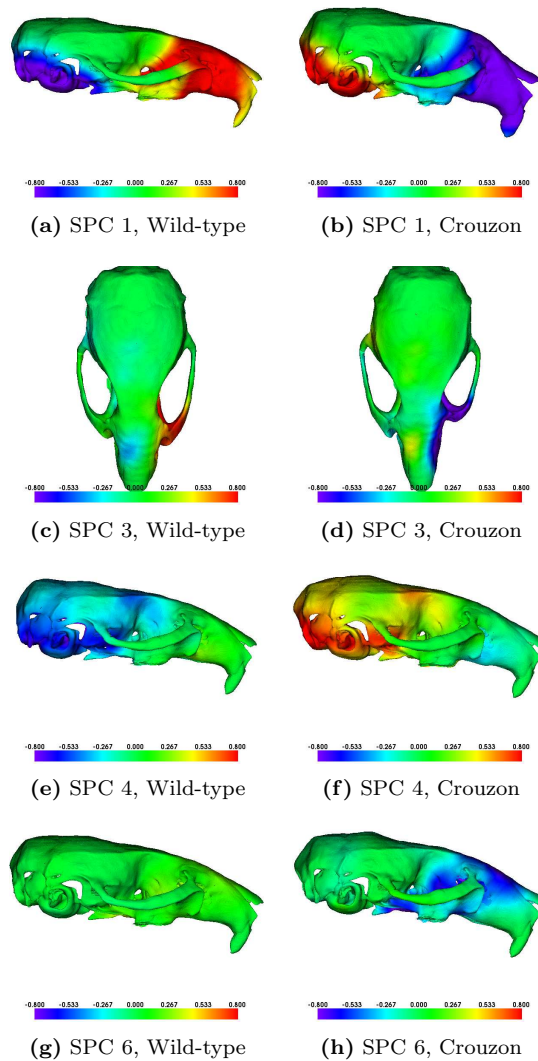 -0.800 -0.533 -0.267 0.000 0.267 0.533 0.800 -0.800 -0.533 -0.267 0.000 0.267 0.533 0.800
(a) SPC 1, Wild-type (b) SPC 1, Crouzon
-0.800 -0.533 -0.267 0.000 0.267 0.533 0.800 -0.800 -0.533 -0.267 0.000 0.267 0.533 0.800
(c) SPC 3, Wild-type (d) SPC 3, Crouzon
-0.800 -0.533 -0.267 0.000 0.267 0.533 0.800 -0.800 -0.533 -0.267 0.000 0.267 0.533 0.800
(e) SPC 4, Wild-type (f) SPC 4, Crouzon
-0.800 -0.533 -0.267 0.000 0.267 0.533 0.800 -0.800 -0.533 -0.267 0.000 0.267 0.533 0.800
(g) SPC 6, Wild-type (h) SPC 6, Crouzon